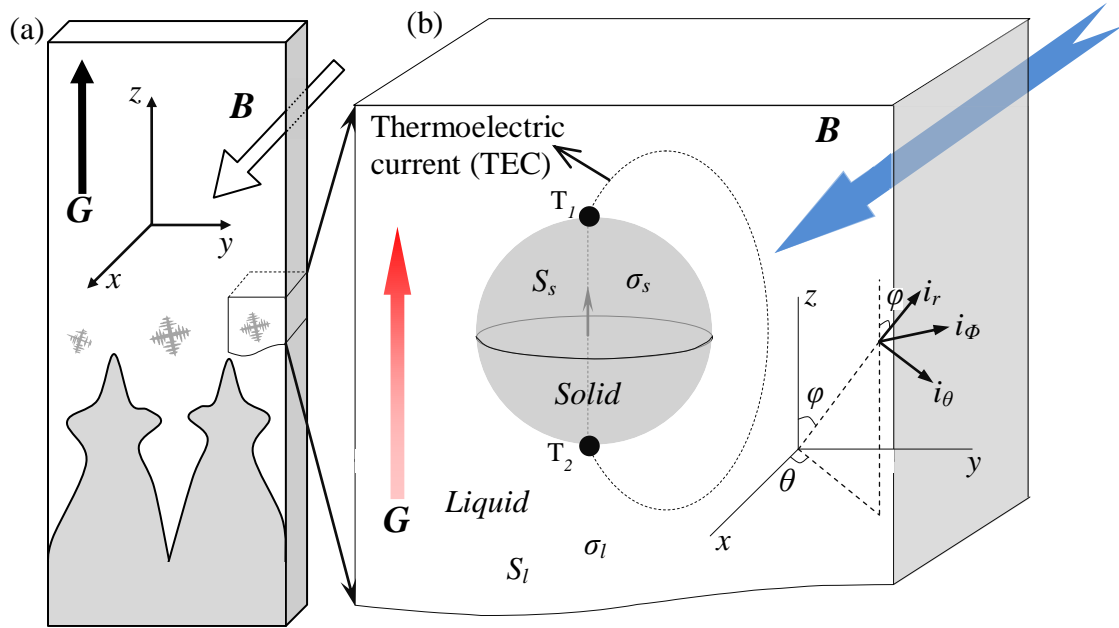 (a)
G
z
B
y
x
(b)
Thermoelectric
current (TEC)
B
T1
Ss
σs
Solid
T2
G
Liquid
Sl
σl
z
φ
ir
iΦ
iθ
φ
θ
y
x